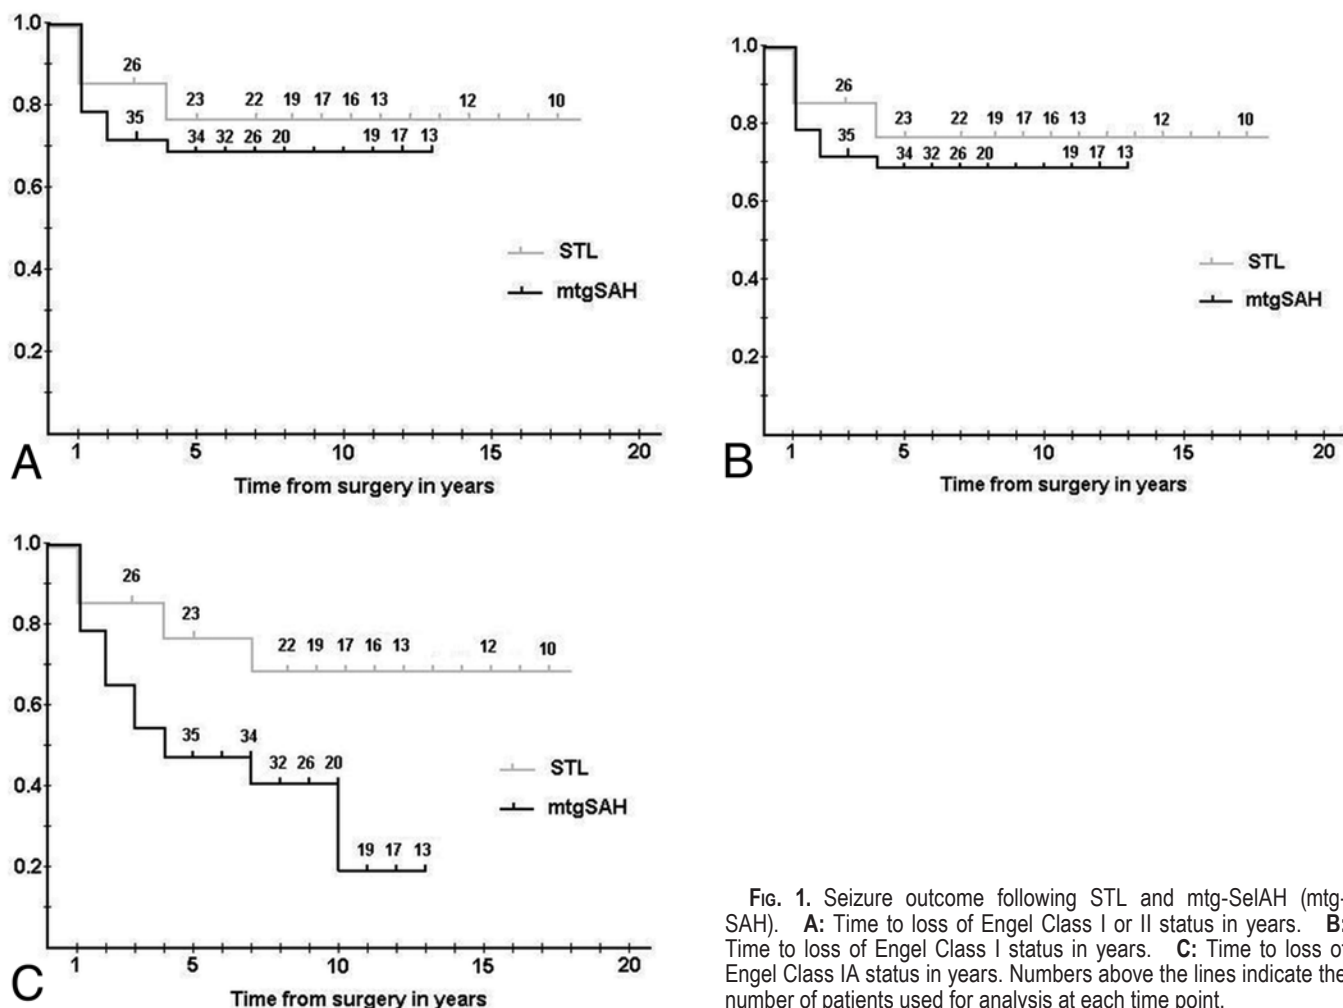 1.0
26
23 22 19 17 16 13 12 10
0.8
35
34 32 26 20 19 17 13
0.6
STL
0.4
mtgSAH
0.2
1 5 10 15 20
A
Time from surgery in years
1.0
26
23 22 19 17 16 13 12 10
0.8
35
34 32 26 20 19 17 13
0.6
STL
0.4
mtgSAH
0.2
1 5 10 15 20
B
Time from surgery in years
1.0
26
23
0.8
22 19 17 16 13 12 10
0.6
35 34
32 26 20
STL
0.4
mtgSAH
19 17 13
0.2
1 5 10 15 20
C
Time from surgery in years
FIG. 1. Seizure outcome following STL and mtg-SelAH (mtg-
SAH). A: Time to loss of Engel Class I or II status in years. B:
Time to loss of Engel Class I status in years. C: Time to loss of
Engel Class IA status in years. Numbers above the lines indicate the
number of patients used for analysis at each time point.